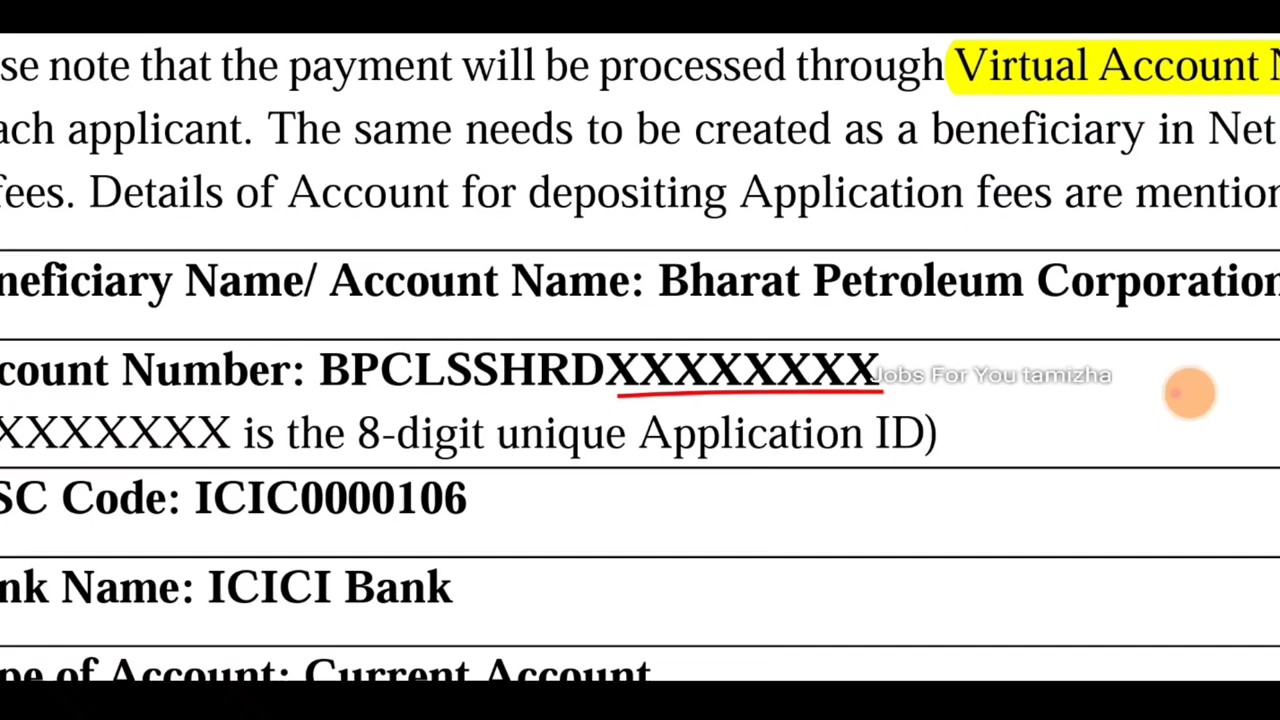 se note that the payment will be processed through Virtual Account N
ach applicant. The same needs to be created as a beneficiary in Net
fees. Details of Account for depositing Application fees are mention
neficiary Name/ Account Name: Bharat Petroleum Corporation
count Number: BPCLSSHRDXXXXXXXX
Jobs For You tamizha
XXXXXXX is the 8-digit unique Application ID)
SC Code: ICIC0000106
nk Name: ICICI Bank
pe of Account: Current Account